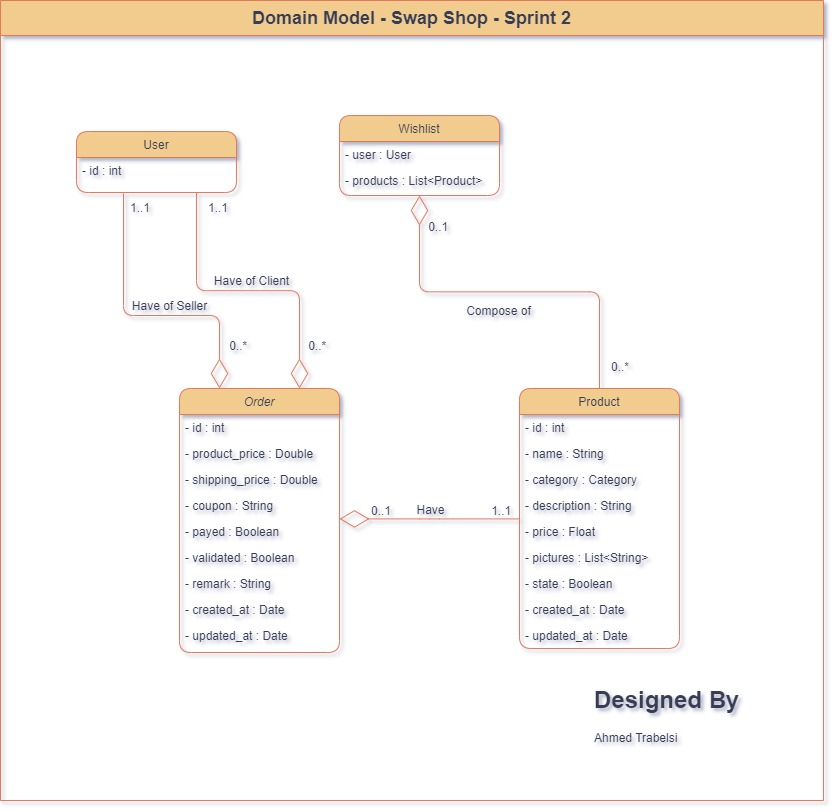 Domain Model - Swap Shop - Sprint 2
User
- id : int
1..1
1..1
Have of Seller
Have of Client
0..*
0..*
Wishlist
- user : User
- products : List<Product>
0..1
Compose of
0..*
Order
- id : int
- product_price : Double
- shipping_price : Double
- coupon : String
- payed : Boolean
- validated : Boolean
- remark : String
- created_at : Date
- updated_at : Date
0..1
Have
1..1
Product
- id : int
- name : String
- category : Category
- description : String
- price : Float
- pictures : List<String>
- state : Boolean
- created_at : Date
- updated_at : Date
Designed By
Ahmed Trabelsi